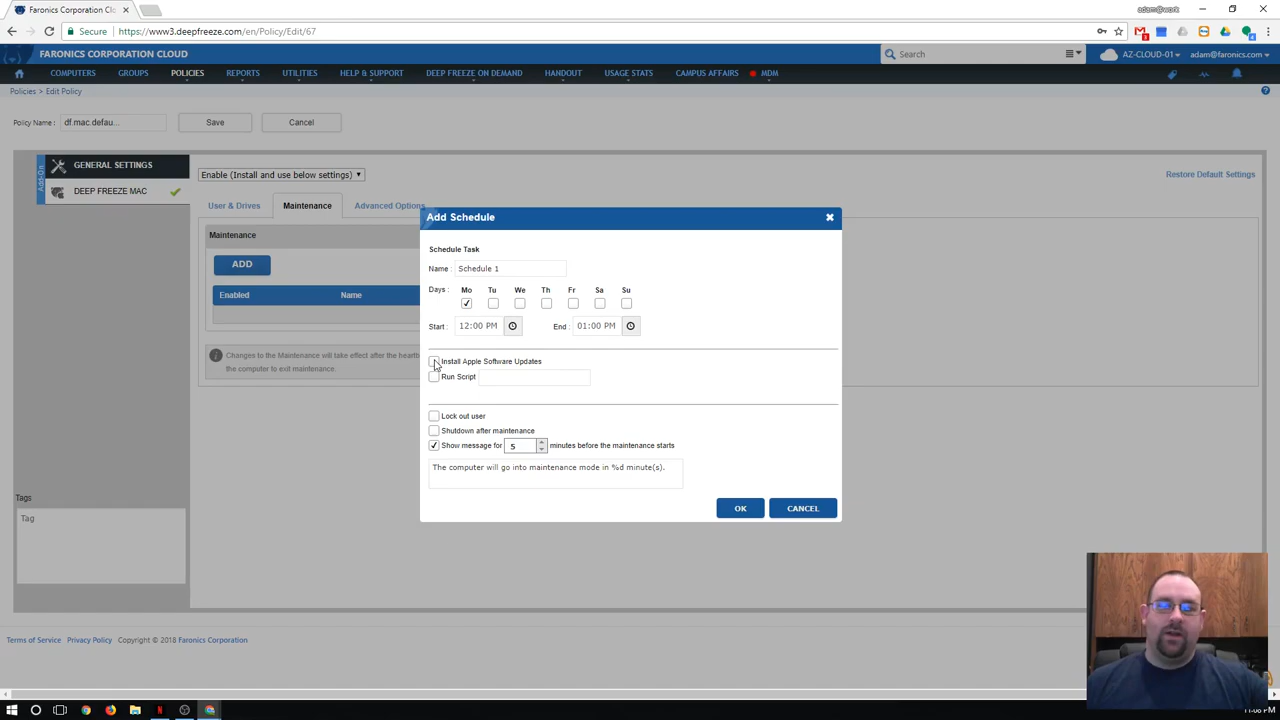 Faronics Corporation Cloud
adam@work
Secure
https://www3.deepfreeze.com/en/Policy/Edit/67
FARONICS CORPORATION CLOUD
Search
AZ-CLOUD-01
adam@faronics.com
COMPUTERS GROUPS POLICIES REPORTS UTILITIES HELP & SUPPORT DEEP FREEZE ON DEMAND HANDOUT USAGE STATS CAMPUS AFFAIRS MDM
Policies > Edit Policy
Policy Name : df.mac.defau... Save Cancel
Add-On
GENERAL SETTINGS
DEEP FREEZE MAC
Enable (Install and use below settings)
Restore Default Settings
User & Drives Maintenance Advanced Options
Maintenance
ADD
Enabled Name
Changes to the Maintenance will take effect after the hearth
the computer to exit maintenance.
Add Schedule
Schedule Task
Name : Schedule 1
Days : Mo Tu We Th Fr Sa Su
Start : 12:00 PM End : 01:00 PM
Install Apple Software Updates
Run Script
Lock out user
Shutdown after maintenance
Show message for 5 minutes before the maintenance starts
The computer will go into maintenance mode in %d minute(s).
OK CANCEL
Tags
Tag
Terms of Service Privacy Policy Copyright © 2018 Faronics Corporation